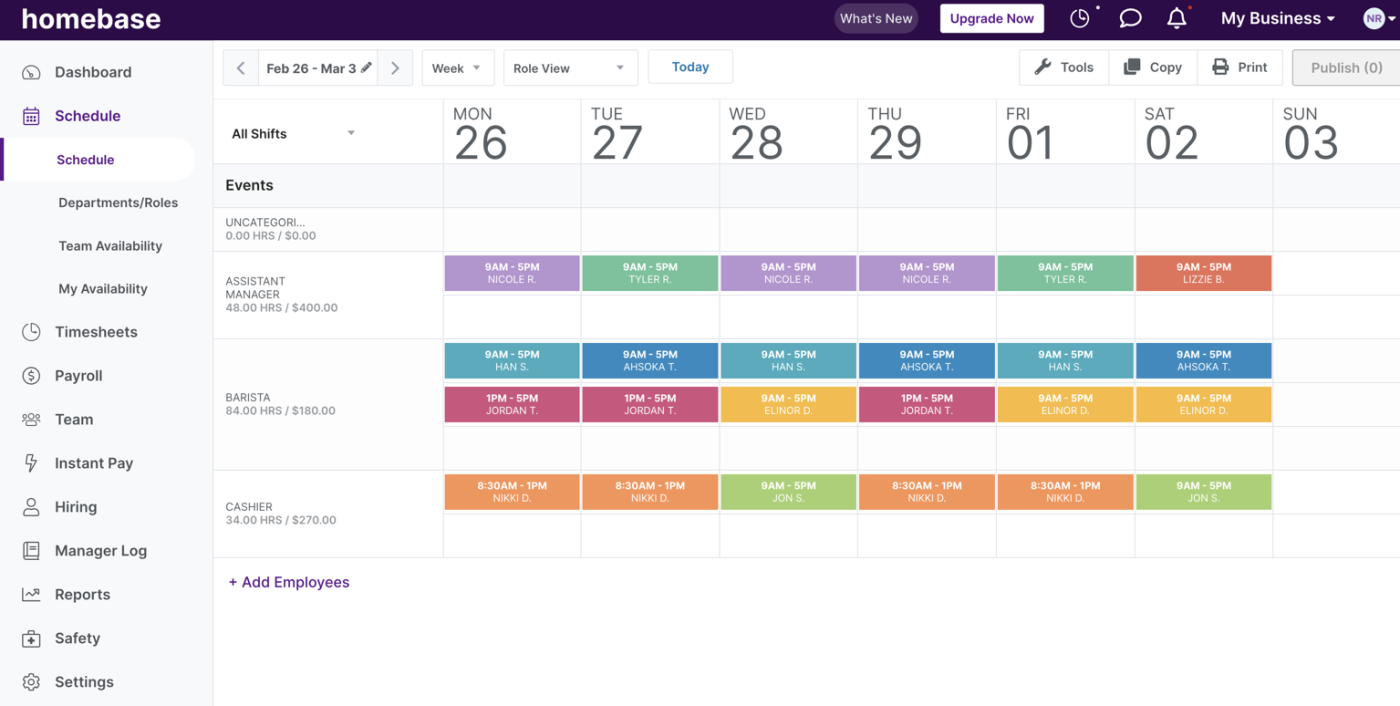 homebase
What's New
Upgrade Now
My Business
NR
Dashboard
Schedule
Schedule
Departments/Roles
Team Availability
My Availability
Timesheets
Payroll
Team
Instant Pay
Hiring
Manager Log
Reports
Safety
Settings
Feb 26 - Mar 3
Week
Role View
Today
Tools
Copy
Print
Publish (0)
All Shifts
MON
26
TUE
27
WED
28
THU
29
FRI
01
SAT
02
SUN
03
Events
UNCATEGORI...
0.00 HRS / $0.00
ASSISTANT
MANAGER
48.00 HRS / $400.00
9AM - 5PM
NICOLE R.
9AM - 5PM
TYLER R.
9AM - 5PM
NICOLE R.
9AM - 5PM
NICOLE R.
9AM - 5PM
TYLER R.
9AM - 5PM
LIZZIE B.
BARISTA
84.00 HRS / $180.00
9AM - 5PM
HAN S.
9AM - 5PM
AHSOKA T.
9AM - 5PM
HAN S.
9AM - 5PM
AHSOKA T.
9AM - 5PM
HAN S.
9AM - 5PM
AHSOKA T.
1PM - 5PM
JORDAN T.
1PM - 5PM
JORDAN T.
9AM - 5PM
ELINOR D.
1PM - 5PM
JORDAN T.
9AM - 5PM
ELINOR D.
9AM - 5PM
ELINOR D.
CASHIER
34.00 HRS / $270.00
8:30AM - 1PM
NIKKI D.
8:30AM - 1PM
NIKKI D.
9AM - 5PM
JON S.
8:30AM - 1PM
NIKKI D.
8:30AM - 1PM
NIKKI D.
9AM - 5PM
JON S.
+ Add Employees